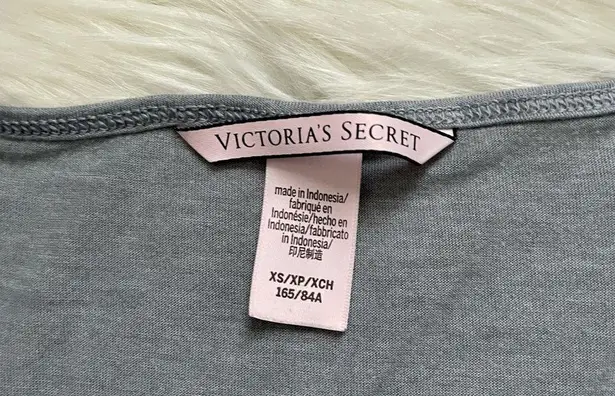 VICTORIA'S SECRET
made in Indonesia/
fabriqué en
Indonésie/hecho en
Indonesia/fabbricato
in Indonesia/
印尼制造
XS/XP/XCH
165/84A